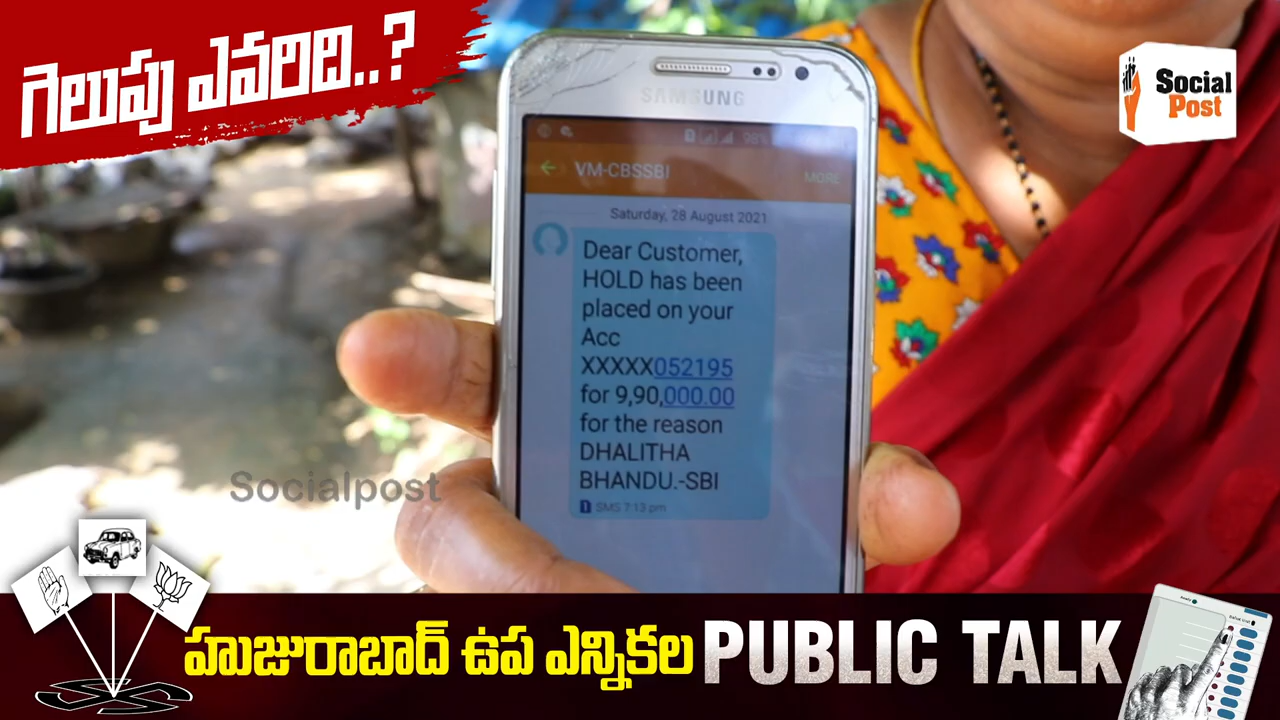 గెలుపు ఎవరిది..?
Social
Post
SAMSUNG
98%
VM-CBSSBI
MORE
Saturday, 28 August 2021
Dear Customer,
HOLD has been
placed on your
Acc
XXXXX052195
for 9,90,000.00
for the reason
DHALITHA
BHANDU.-SBI
1 SMS 7:13 pm
Socialpost
హుజురాబాద్ ఉప ఎన్నికల PUBLIC TALK